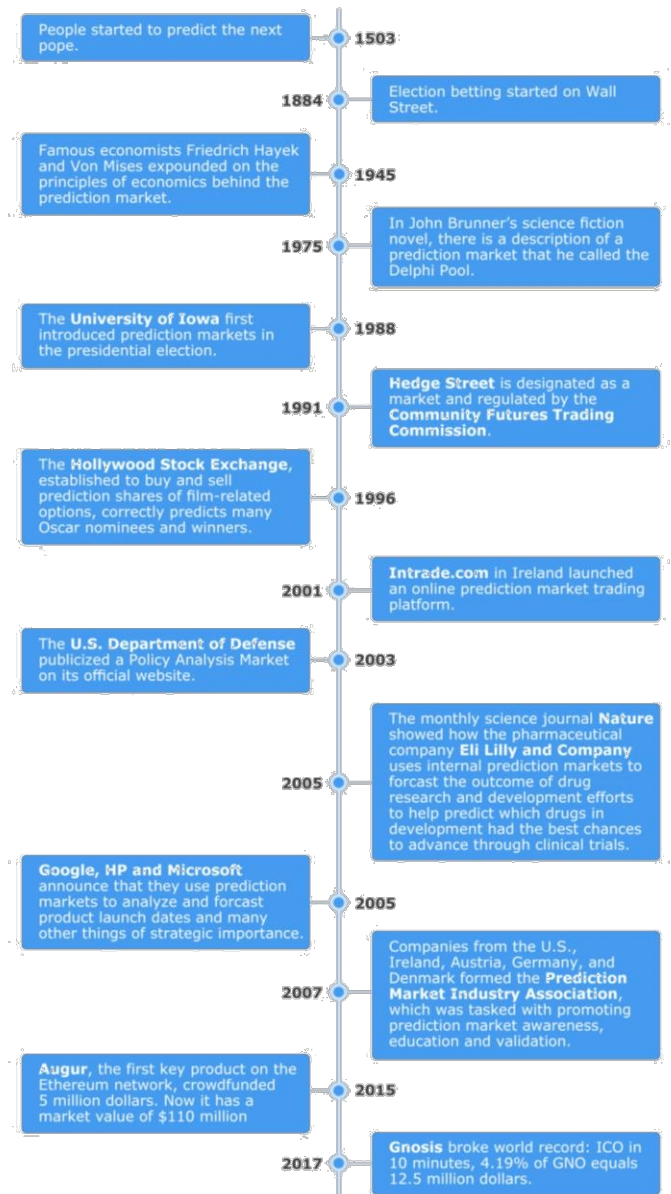 People started to predict the next
pope.
1503
1884
Election betting started on Wall
Street.
Famous economists Friedrich Hayek
and Von Mises expounded on the
principles of economics behind the
prediction market.
1945
1975
In John Brunner's science fiction
novel, there is a description of a
prediction market that he called the
Delphi Pool.
The University of Iowa first
introduced prediction markets in
the presidential election.
1988
1991
Hedge Street is designated as a
market and regulated by the
Community Futures Trading
Commission.
The Hollywood Stock Exchange,
established to buy and sell
prediction shares of film-related
options, correctly predicts many
Oscar nominees and winners.
1996
2001
Intrade.com in Ireland launched
an online prediction market trading
platform.
The U.S. Department of Defense
publicized a Policy Analysis Market
on its official website.
2003
2005
The monthly science journal Nature
showed how the pharmaceutical
company Eli Lilly and Company
uses internal prediction markets to
forcast the outcome of drug
research and development efforts
to help predict which drugs in
development had the best chances
to advance through clinical trials.
Google, HP and Microsoft
announce that they use prediction
markets to analyze and forcast
product launch dates and many
other things of strategic importance.
2005
2007
Companies from the U.S.,
Ireland, Austria, Germany, and
Denmark formed the Prediction
Market Industry Association,
which was tasked with promoting
prediction market awareness,
education and validation.
Augur, the first key product on the
Ethereum network, crowdfunded
5 million dollars. Now it has a
market value of $110 million
2015
2017
Gnosis broke world record: ICO in
10 minutes, 4.19% of GNO equals
12.5 million dollars.